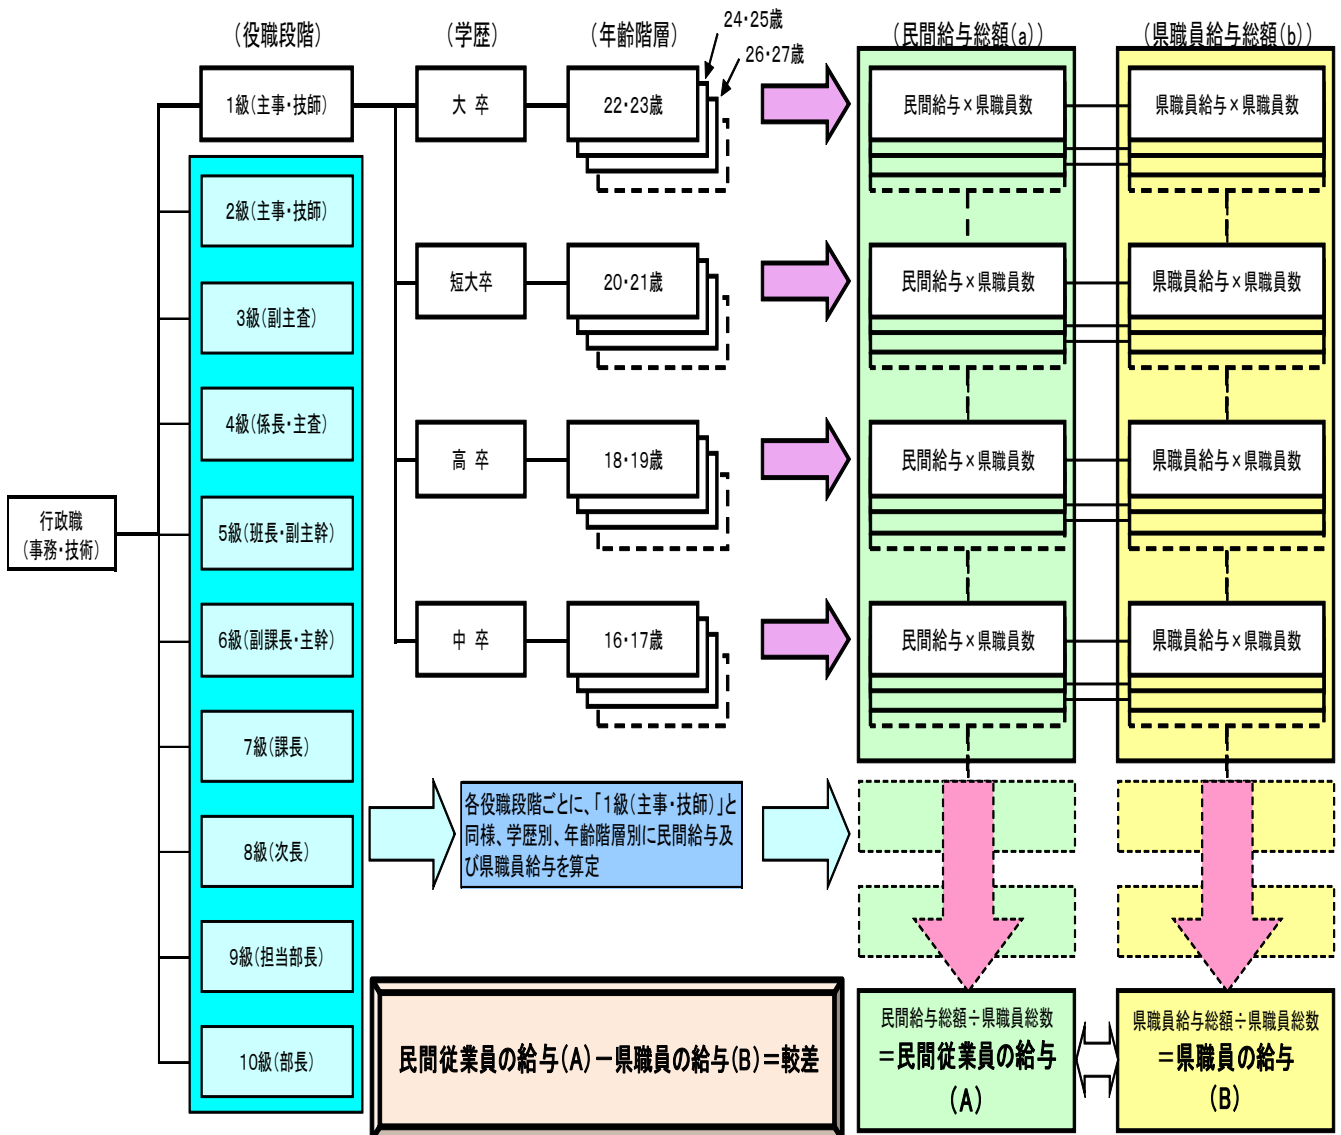 (役職段階)
(学歴)
(年齢階層)
24・25歳
26・27歳
(民間給与総額(a))
(県職員給与総額(b))
1級(主事・技師)
大 卒
22・23歳
民間給与×県職員数
県職員給与×県職員数
2級(主事・技師)
短大卒
20・21歳
民間給与×県職員数
県職員給与×県職員数
3級(副主査)
4級(係長・主査)
高 卒
18・19歳
民間給与×県職員数
県職員給与×県職員数
行政職
(事務・技術)
5級(班長・副主幹)
6級(副課長・主幹)
中 卒
16・17歳
民間給与×県職員数
県職員給与×県職員数
7級(課長)
8級(次長)
各役職段階ごとに、「1級(主事・技師)」と
同様、学歴別、年齢階層別に民間給与及
び県職員給与を算定
9級(担当部長)
10級(部長)
民間従業員の給与(A)-県職員の給与(B)=較差
民間給与総額÷県職員総数
=民間従業員の給与
(A)
県職員給与総額÷県職員総数
=県職員の給与
(B)